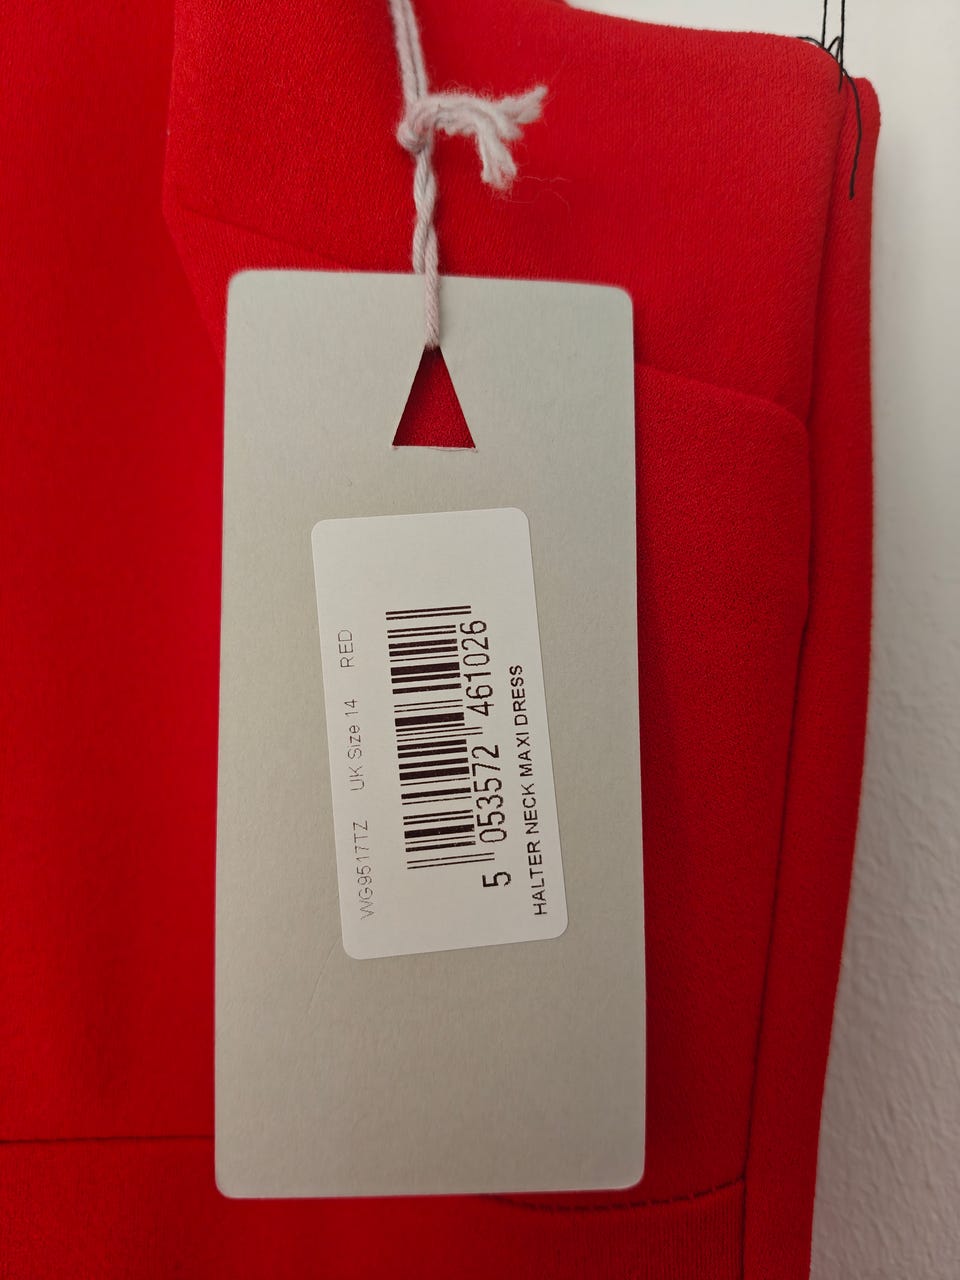 WG9517TZ UK Size 14 RED
5 053572 461026
HALTER NECK MAXI DRESS